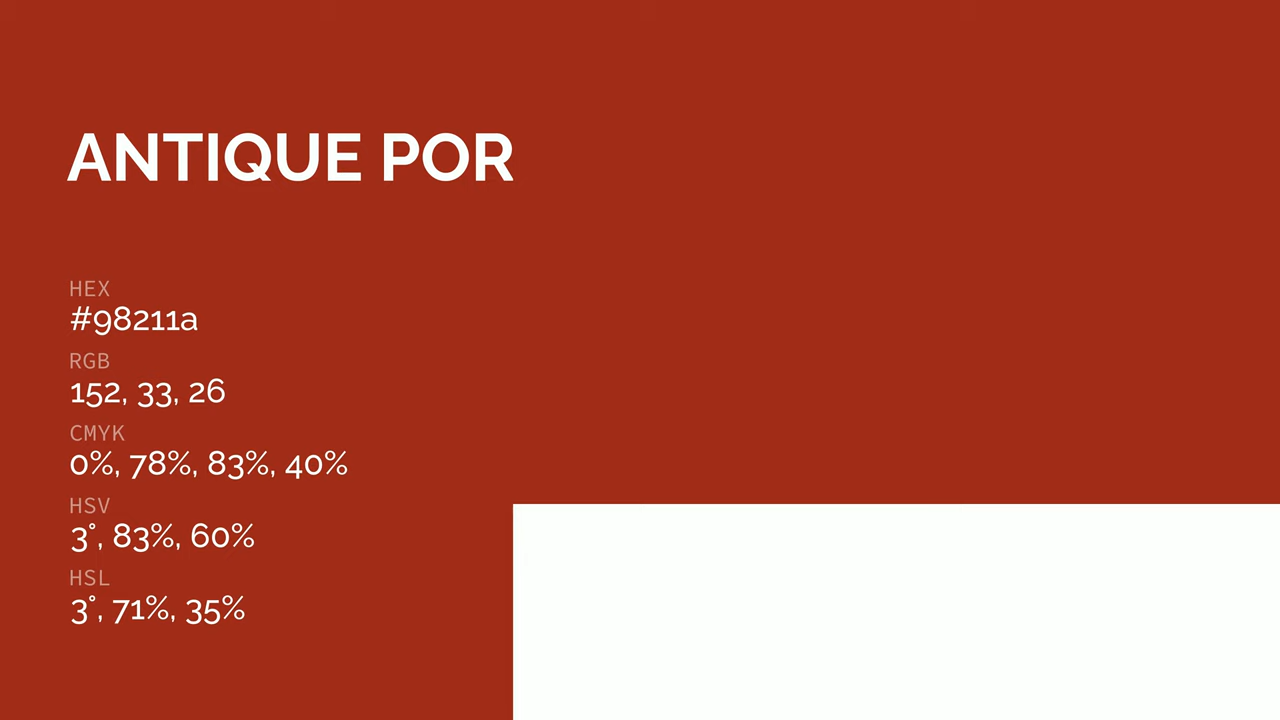 ANTIQUE POR
HEX
#98211a
RGB
152, 33, 26
CMYK
0%, 78%, 83%, 40%
HSV
3°, 83%, 60%
HSL
3°, 71%, 35%